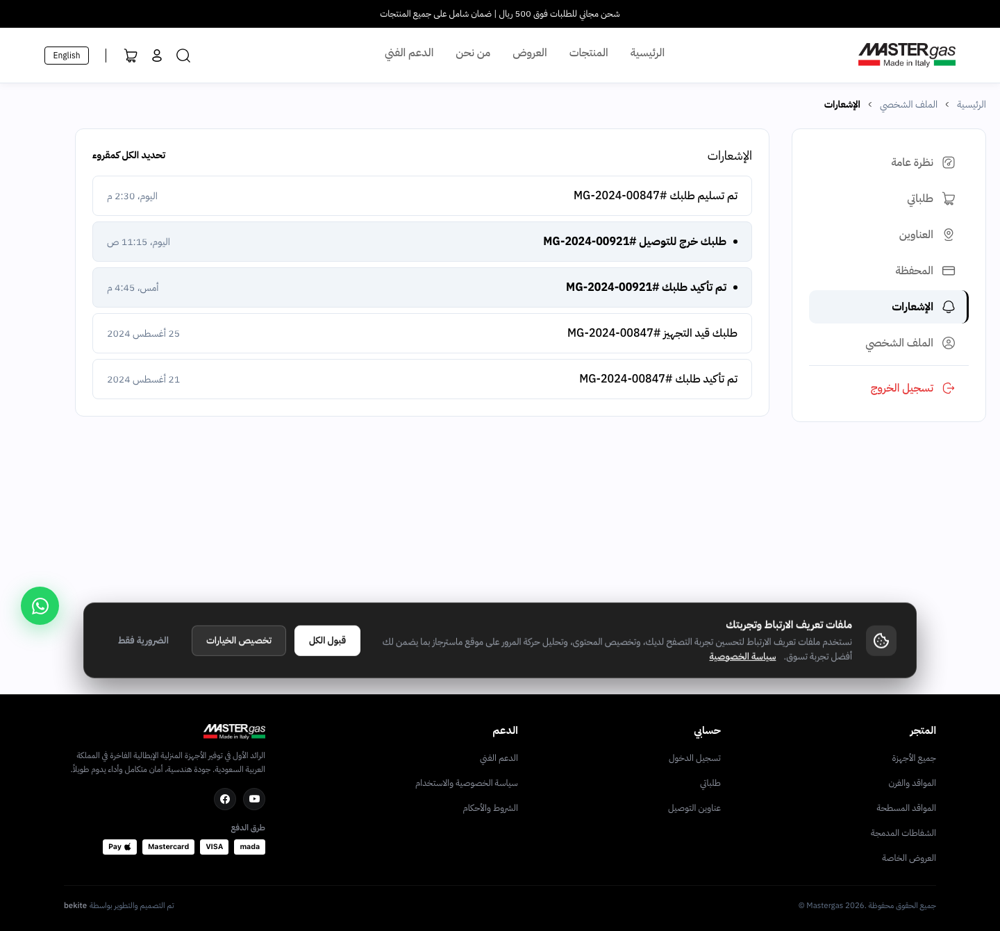 شحن مجاني للطلبات فوق 500 ريال | ضمان شامل على جميع المنتجات
MASTERgas
Made in Italy
الرئيسية
المنتجات
العروض
من نحن
الدعم الفني
English
الرئيسية
الملف الشخصي
الإشعارات
نظرة عامة
طلباتي
العناوين
المحفظة
الإشعارات
الملف الشخصي
تسجيل الخروج
الإشعارات
تحديد الكل كمقروء
تم تسليم طلبك #MG-2024-00847
اليوم، 2:30 م
طلبك خرج للتوصيل #MG-2024-00921
اليوم، 11:15 ص
تم تأكيد طلبك #MG-2024-00921
أمس، 4:45 م
طلبك قيد التجهيز #MG-2024-00847
25 أغسطس 2024
تم تأكيد طلبك #MG-2024-00847
21 أغسطس 2024
ملفات تعريف الارتباط وتجربتك
نستخدم ملفات تعريف الارتباط لتحسين تجربة التصفح لديك، وتخصيص المحتوى، وتحليل حركة المرور على موقع ماسترجاز بما يضمن لك
أفضل تجربة تسوق. سياسة الخصوصية
قبول الكل
تخصيص الخيارات
الضرورية فقط
المتجر
جميع الأجهزة
المواقد والفرن
المواقد المسطحة
الشفاطات المدمجة
العروض الخاصة
حسابي
تسجيل الدخول
طلباتي
عناوين التوصيل
الدعم
الدعم الفني
سياسة الخصوصية والاستخدام
الشروط والأحكام
MASTERgas
Made in Italy
الرائد الأول في توفير الأجهزة المنزلية الإيطالية الفاخرة في المملكة
العربية السعودية. جودة هندسية، أمان متكامل وأداء يدوم طويلاً.
طرق الدفع
mada
VISA
Mastercard
Pay
جميع الحقوق محفوظة .Mastergas 2026 ©
تم التصميم والتطوير بواسطة bekite